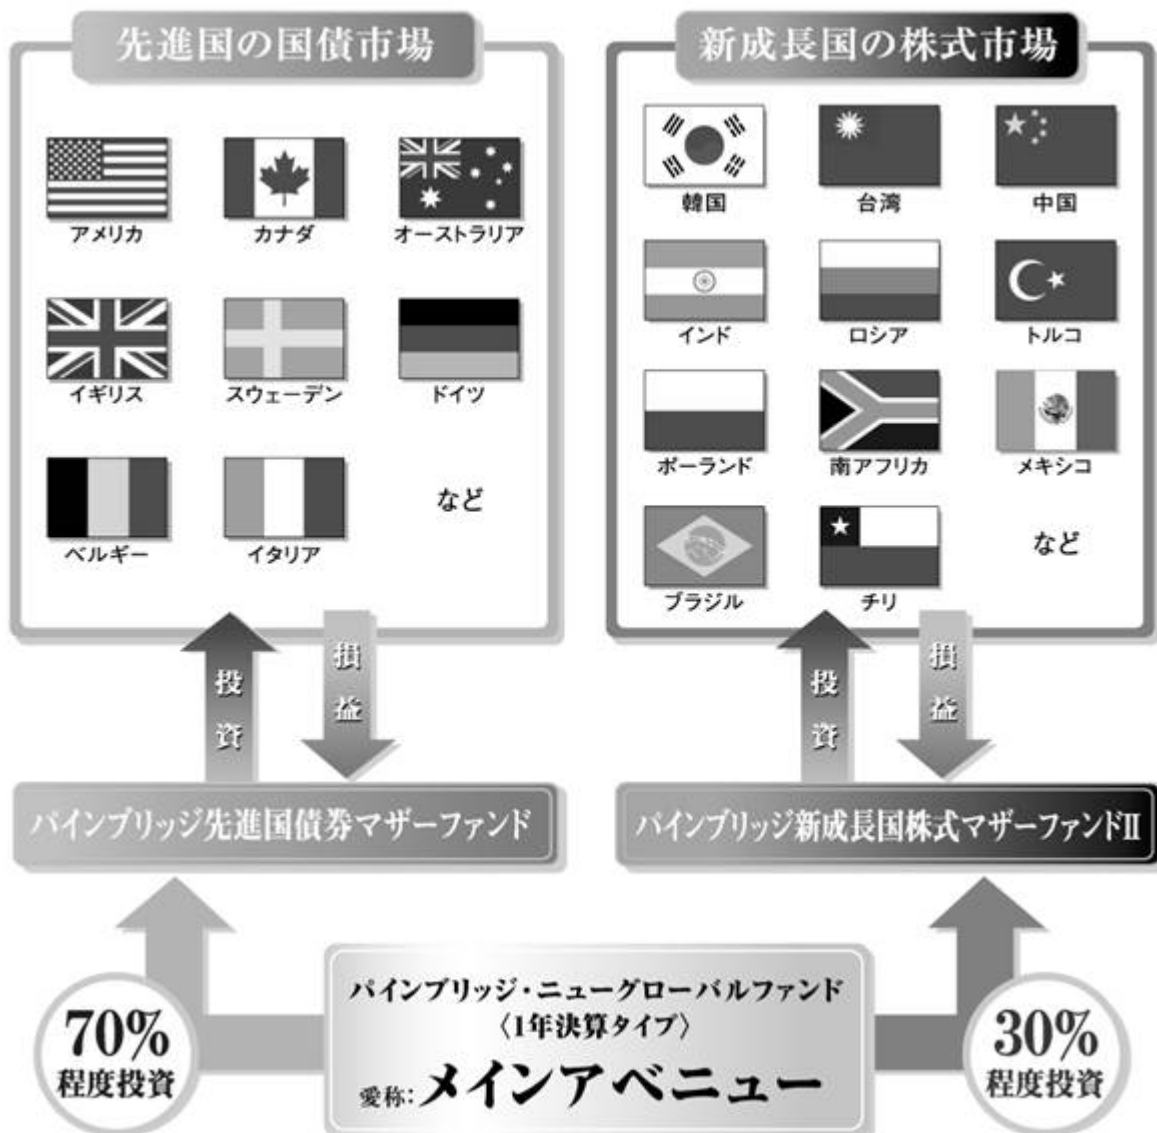 先進国の国債市場
アメリカ
カナダ
オーストラリア
イギリス
スウェーデン
ドイツ
ベルギー
イタリア
など
投資
損益
パインブリッジ先進国債券マザーファンド
新成長国の株式市場
韓国
台湾
中国
インド
ロシア
トルコ
ポーランド
南アフリカ
メキシコ
ブラジル
チリ
など
投資
損益
パインブリッジ新成長国株式マザーファンドⅡ
70%
程度投資
パインブリッジ・ニューグローバルファンド
〈1年決算タイプ〉
愛称:メインアベニュー
30%
程度投資